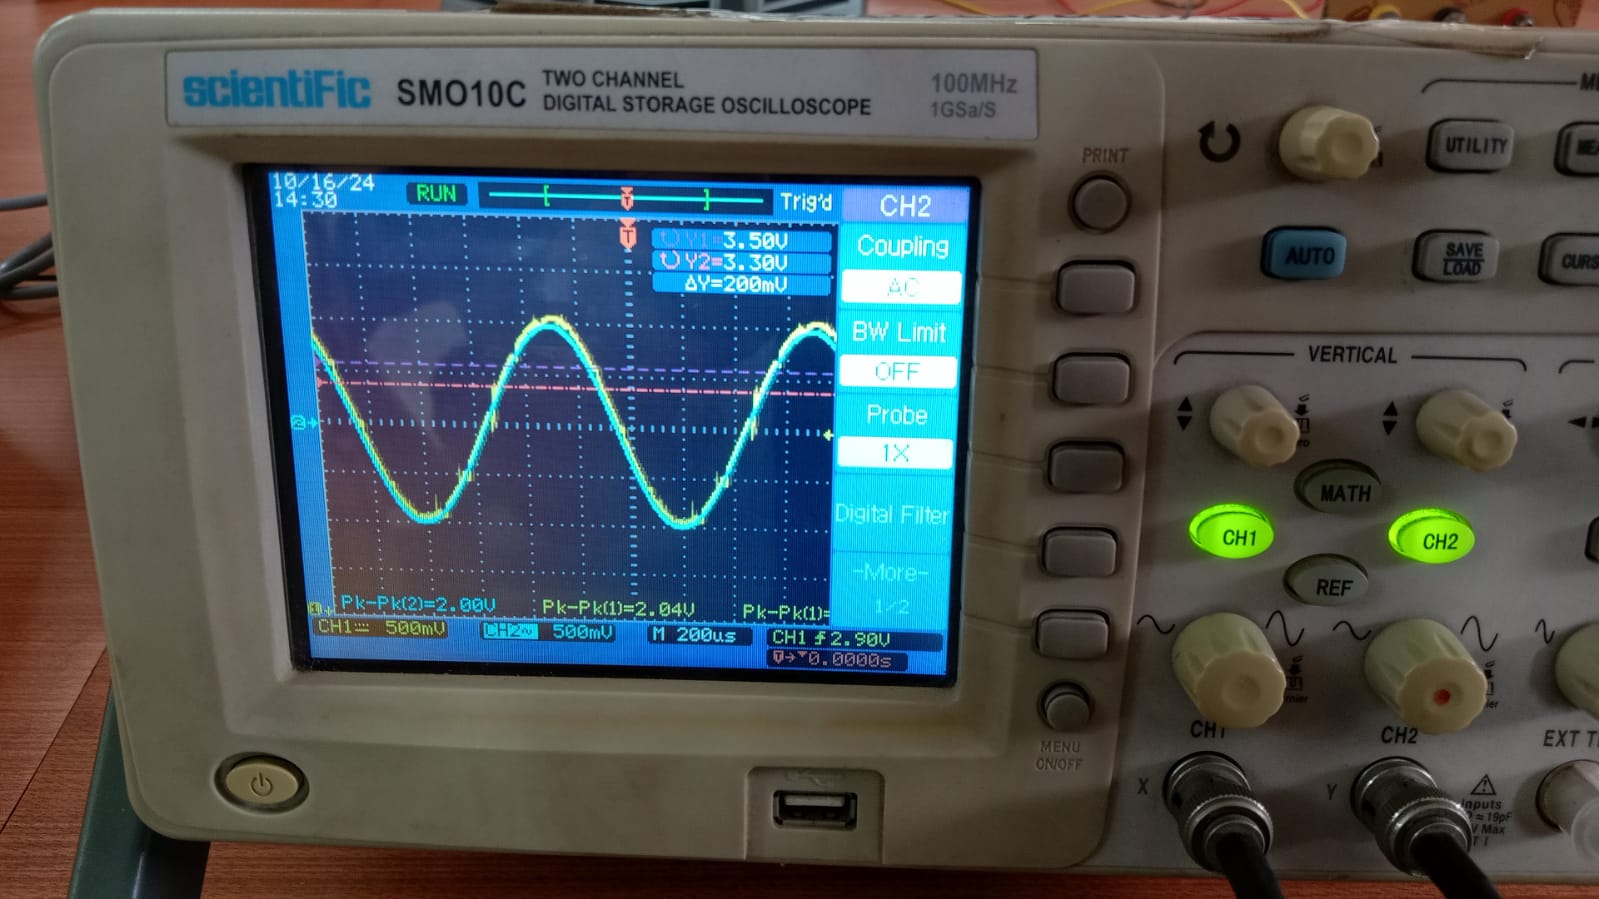 scientiFic SMO10C TWO CHANNEL
DIGITAL STORAGE OSCILLOSCOPE
100MHz
1GSa/S
10/16/24
14:30
RUN
T
Trig'd
CH2
T
Y1=3.50V
Y2=3.30V
ΔY=200mV
Coupling
AC
BW Limit
OFF
Probe
1X
Digital Filter
-More-
1/2
2
1
Pk-Pk(2)=2.00V Pk-Pk(1)=2.04V Pk-Pk(1)=
CH1 500mV CH2 500mV M 200us CH1 2.90V
0.0000s
PRINT
MENU
ON/OFF
UTILITY
AUTO
SAVE
LOAD
VERTICAL
MATH
CH1
CH2
REF
CH1
CH2
X
Y